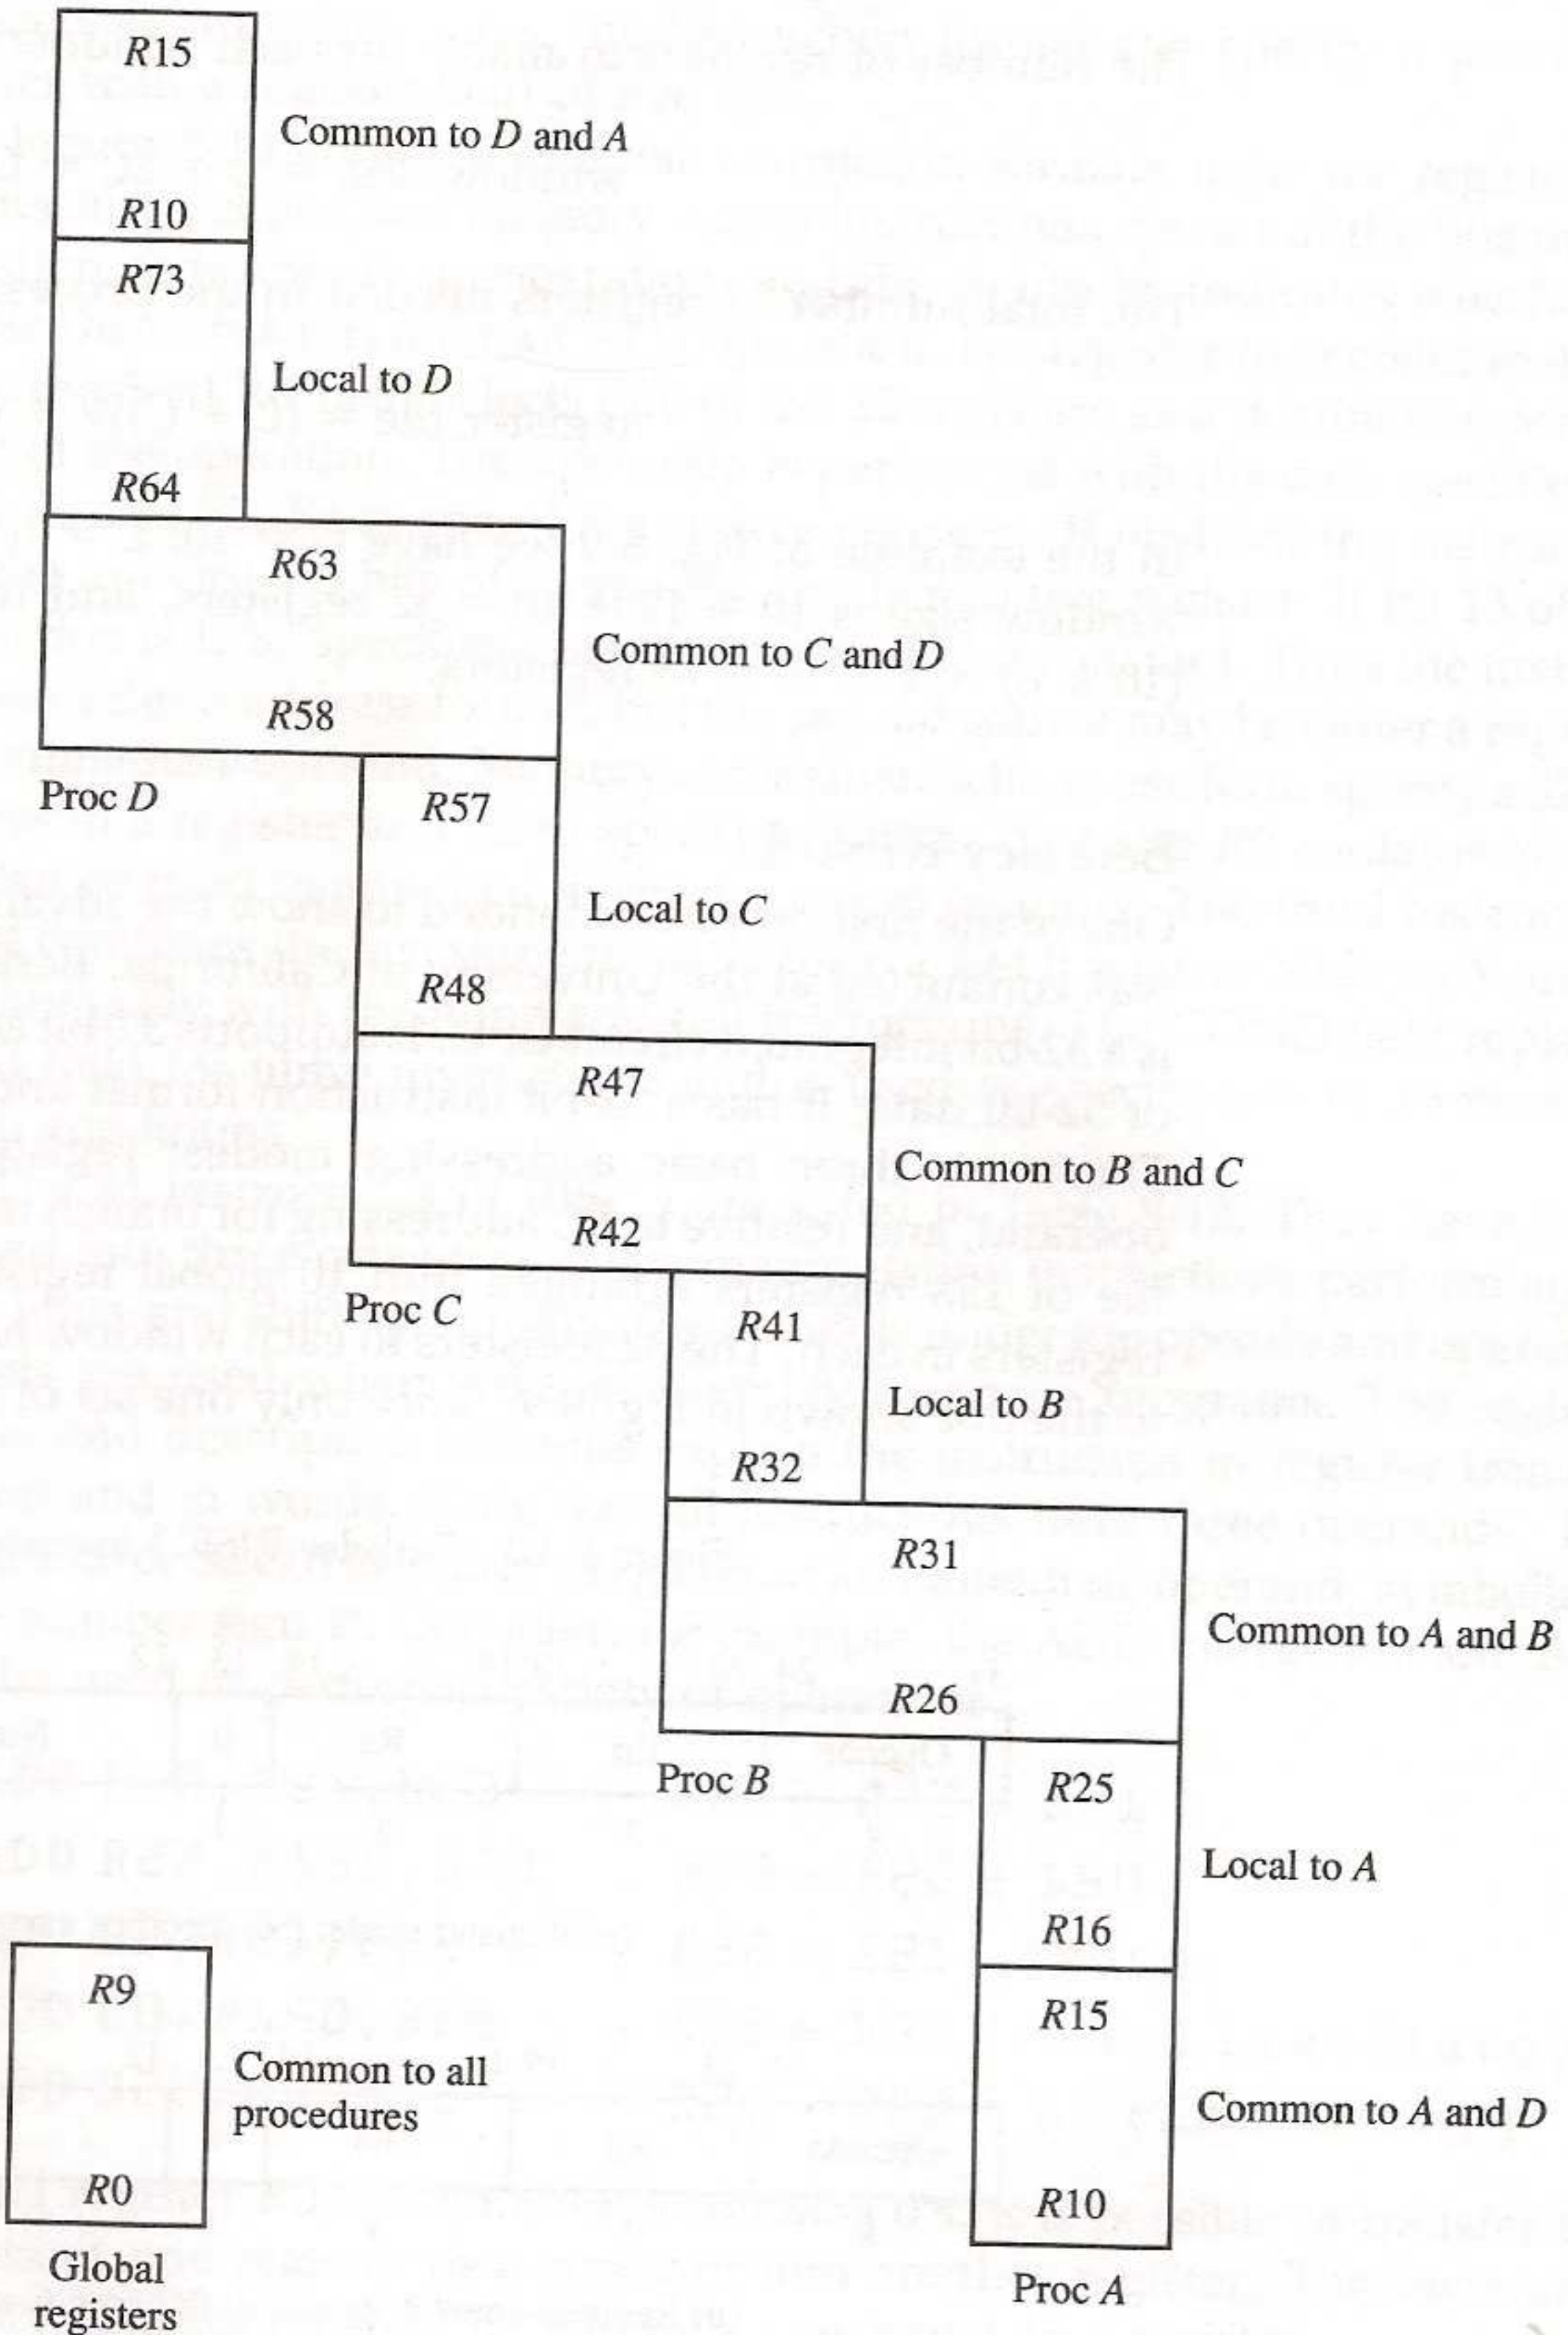 R15
Common to D and A
R10
R73
Local to D
R64
R63
Common to C and D
R58
Proc D
R57
Local to C
R48
R47
Common to B and C
R42
Proc C
R41
Local to B
R32
R31
Common to A and B
R26
Proc B
R25
Local to A
R16
R15
Common to A and D
R10
Proc A
R9
Common to all
procedures
R0
Global
registers